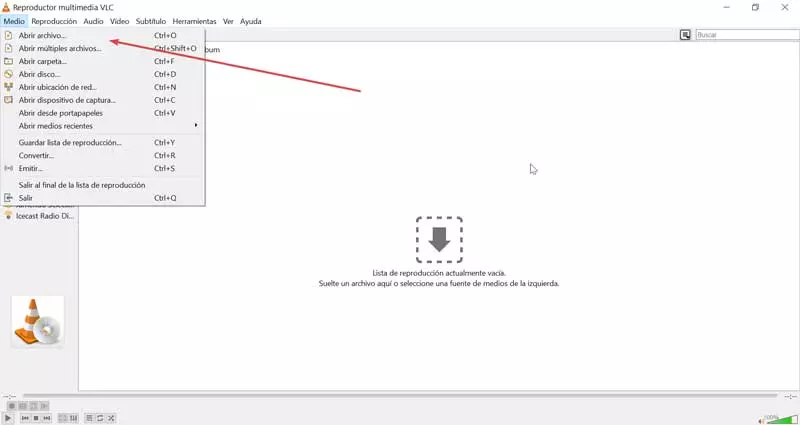 Reproductor multimedia VLC
Medio Reproducción Audio Vídeo Subtítulo Herramientas Ver Ayuda
Abrir archivo... Ctrl+O
Abrir múltiples archivos... Ctrl+Shift+O
Abrir carpeta... Ctrl+F
Abrir disco... Ctrl+D
Abrir ubicación de red... Ctrl+N
Abrir dispositivo de captura... Ctrl+C
Abrir desde portapapeles Ctrl+V
Abrir medios recientes
Guardar lista de reproducción... Ctrl+Y
Convertir... Ctrl+R
Emitir... Ctrl+S
Salir al final de la lista de reproducción
Salir Ctrl+Q
Icecast Radio Di...
bum
Buscar
Lista de reproducción actualmente vacía.
Suelte un archivo aquí o seleccione una fuente de medios de la izquierda.
--:--
--:--
100%